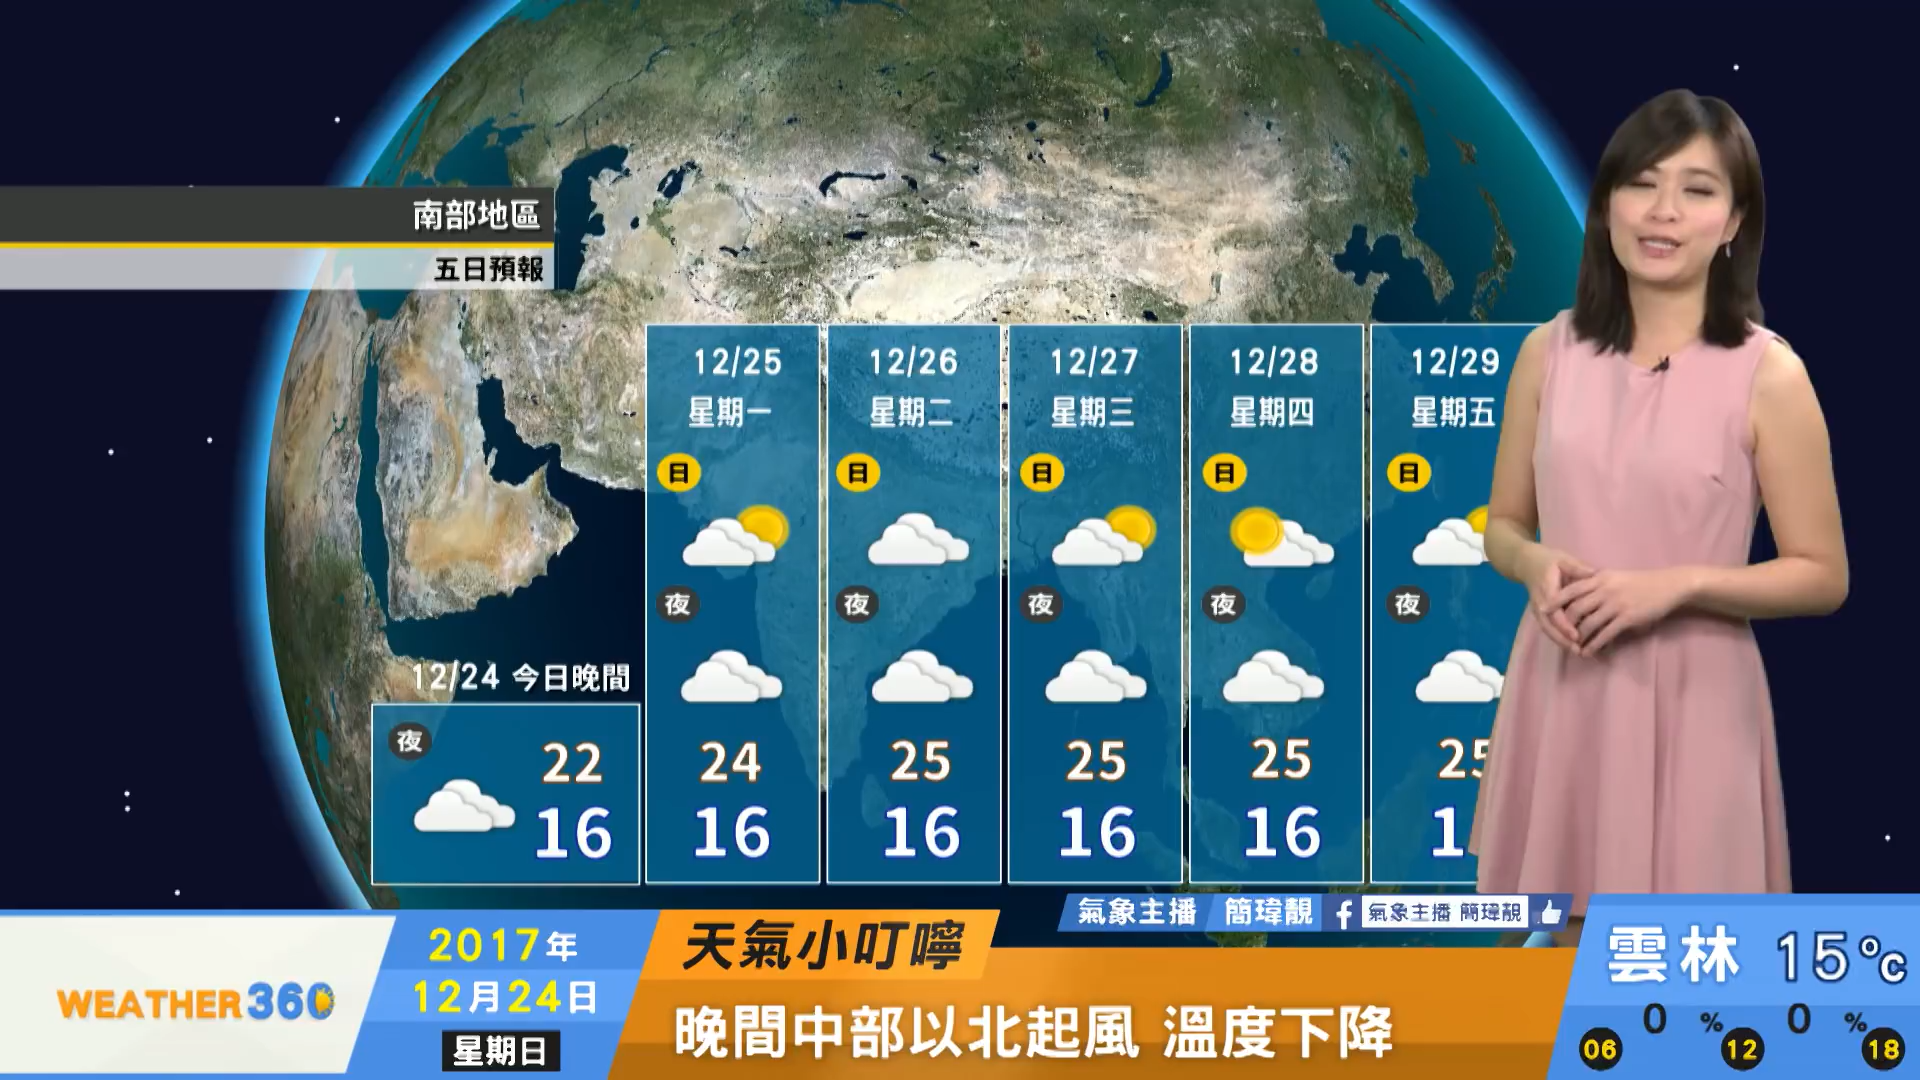 南部地區
五日預報
12/25
星期一
日
夜
24
16
12/26
星期二
日
夜
25
16
12/27
星期三
日
夜
25
16
12/28
星期四
日
夜
25
16
12/29
星期五
日
夜
25
1
12/24 今日晚間
夜
22
16
氣象主播 簡瑋靚 f 氣象主播 簡瑋靚
WEATHER360
2017年
12月24日
星期日
天氣小叮嚀
晚間中部以北起風 溫度下降
雲林 15°C
0 % 0 %
06 12 18